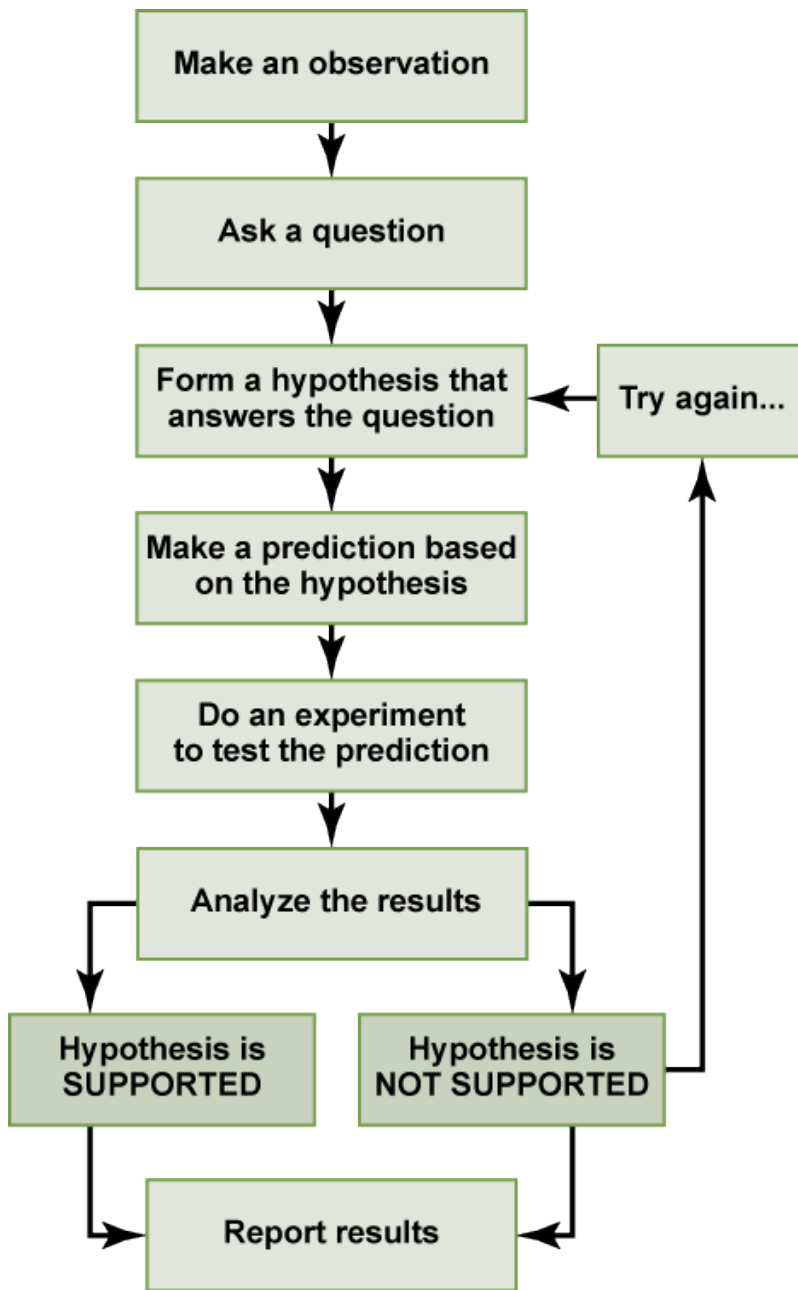 Make an observation
Ask a question
Form a hypothesis that
answers the question
Try again...
Make a prediction based
on the hypothesis
Do an experiment
to test the prediction
Analyze the results
Hypothesis is
SUPPORTED
Hypothesis is
NOT SUPPORTED
Report results